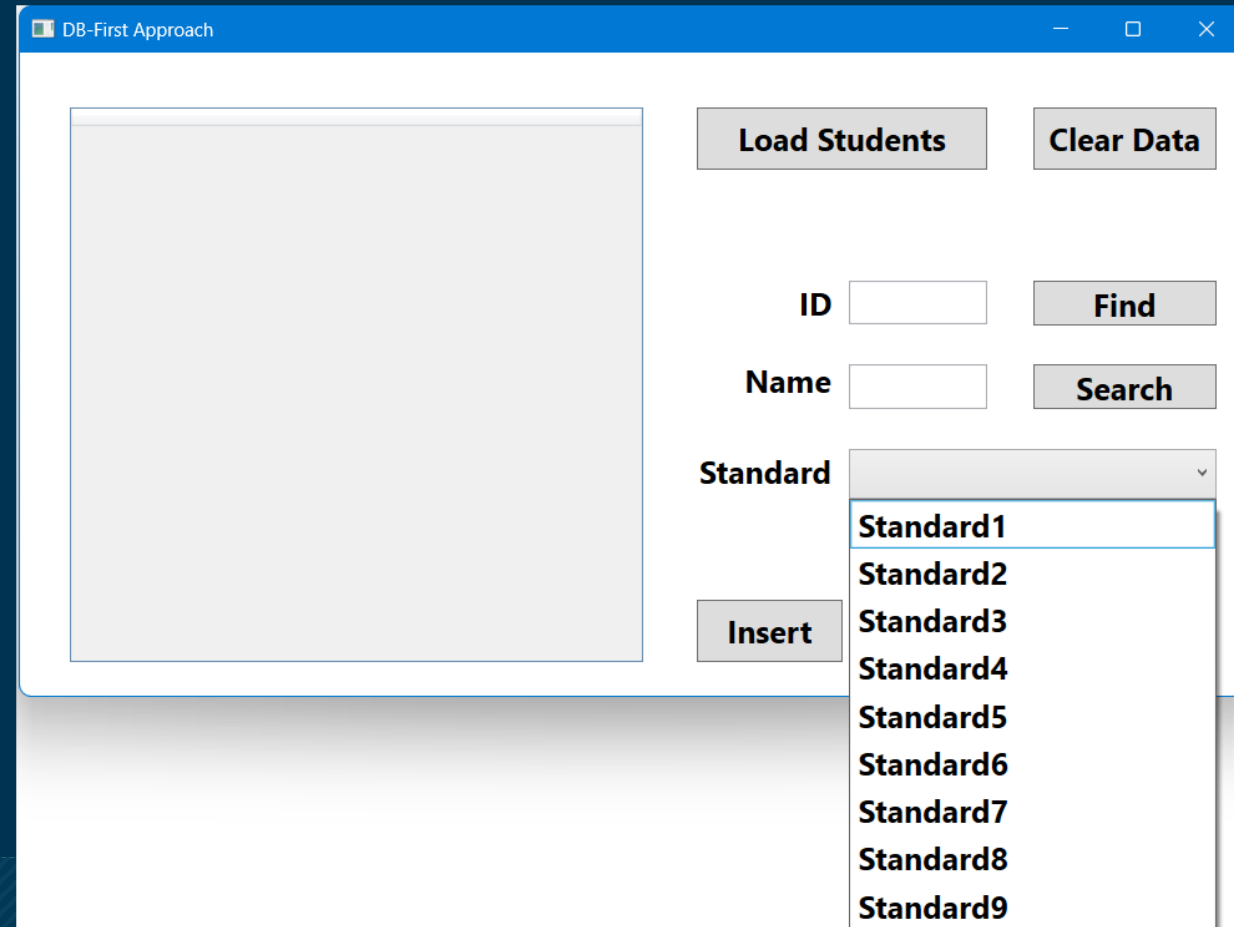 DB-First Approach
Load Students
Clear Data
ID
Find
Name
Search
Standard
Standard1
Standard2
Insert
Standard3
Standard4
Standard5
Standard6
Standard7
Standard8
Standard9